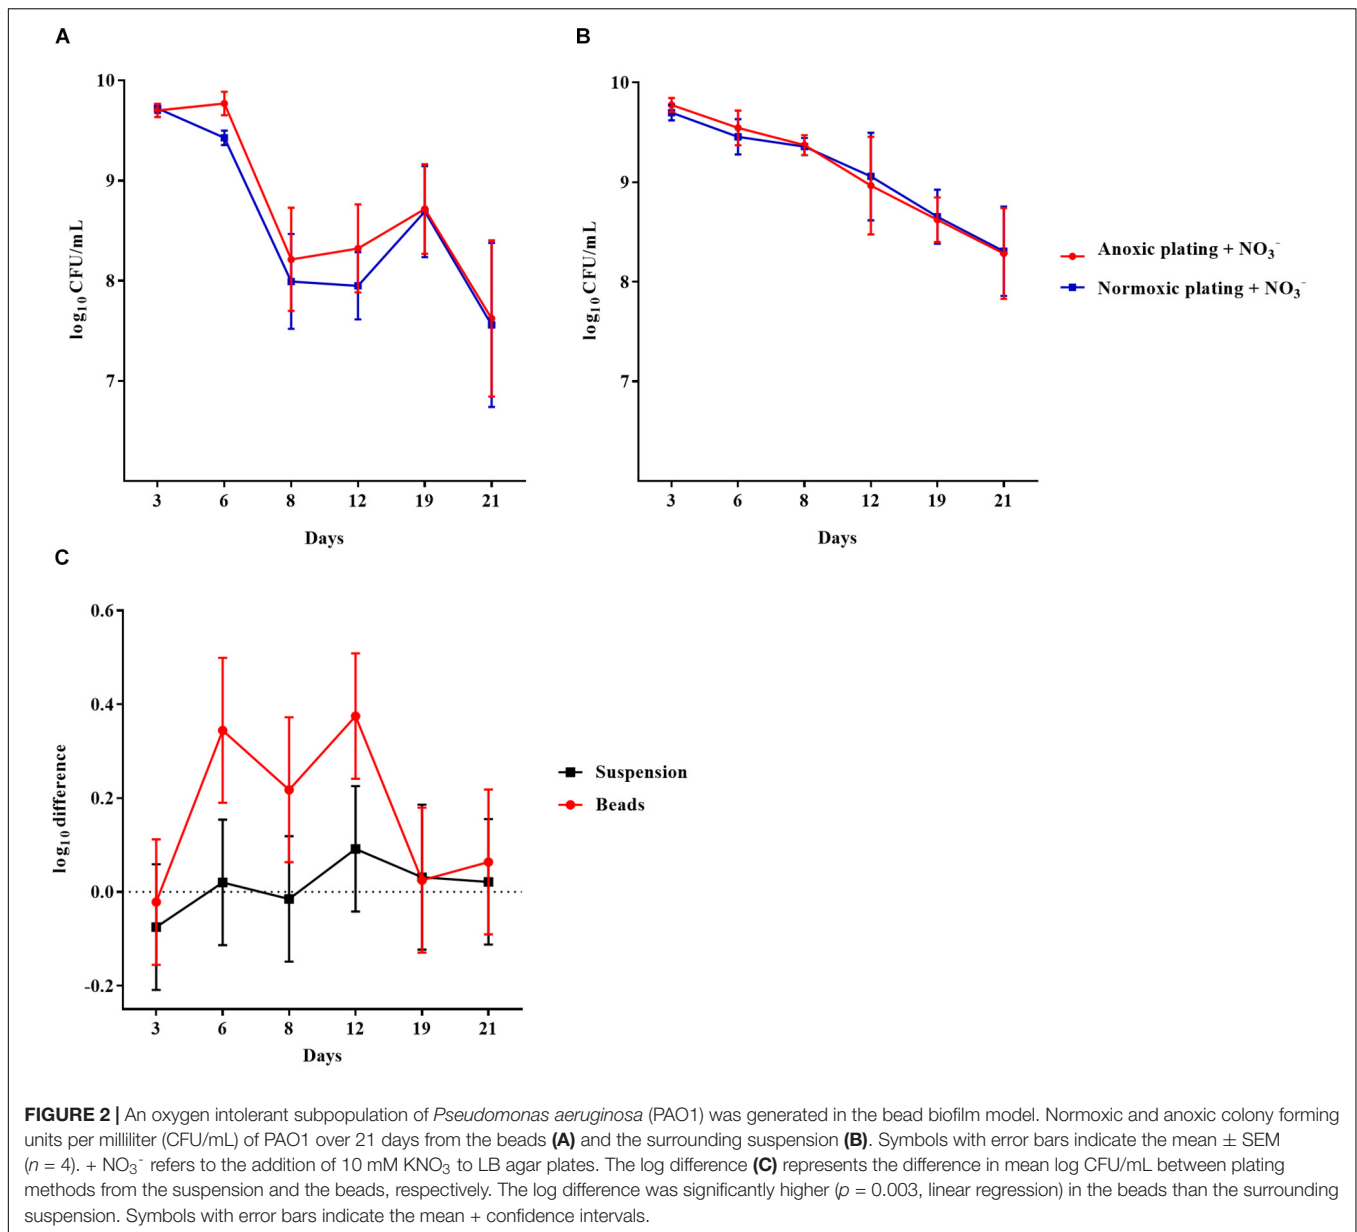 A
10
9
8
7
log10 CFU/mL
3 6 8 12 19 21
Days
B
10
9
8
7
log10 CFU/mL
3 6 8 12 19 21
Days
Anoxic plating + NO3-
Normoxic plating + NO3-
C
0.6
0.4
0.2
0.0
-0.2
log10 difference
3 6 8 12 19 21
Days
Suspension
Beads
FIGURE 2 | An oxygen intolerant subpopulation of Pseudomonas aeruginosa (PAO1) was generated in the bead biofilm model. Normoxic and anoxic colony forming
units per milliliter (CFU/mL) of PAO1 over 21 days from the beads (A) and the surrounding suspension (B). Symbols with error bars indicate the mean ± SEM
(n = 4). + NO3- refers to the addition of 10 mM KNO3 to LB agar plates. The log difference (C) represents the difference in mean log CFU/mL between plating
methods from the suspension and the beads, respectively. The log difference was significantly higher (p = 0.003, linear regression) in the beads than the surrounding
suspension. Symbols with error bars indicate the mean + confidence intervals.